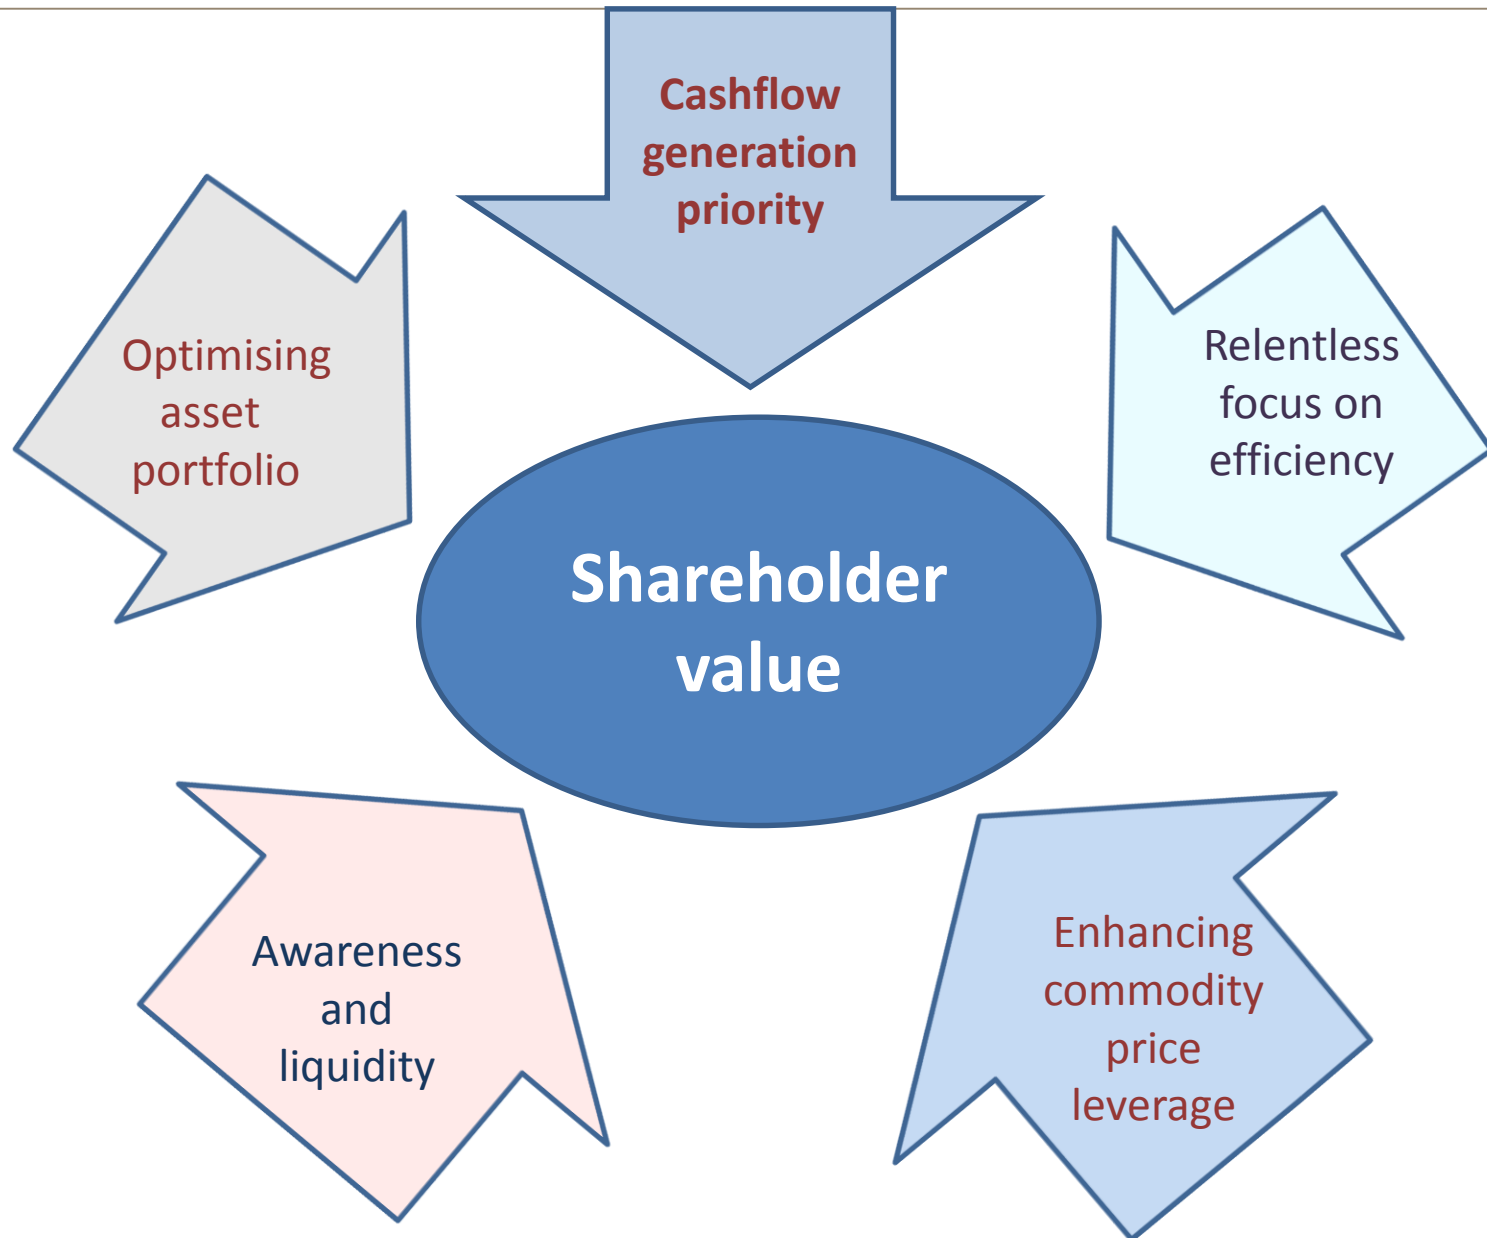 Cashflow
generation
priority
Optimising
asset
portfolio
Relentless
focus on
efficiency
Shareholder
value
Awareness
and
liquidity
Enhancing
commodity
price
leverage